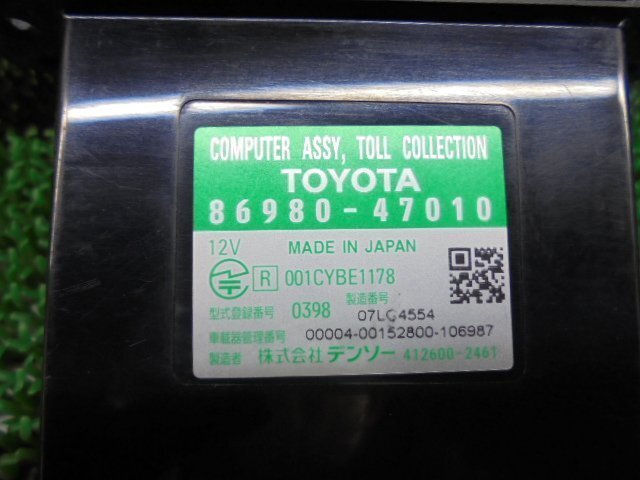 COMPUTER ASSY, TOLL COLLECTION
TOYOTA
86980-47010
12V MADE IN JAPAN
R 001CYBE1178
型式登録番号 0398 製造番号 07LC4554
車載器管理番号 00004-00152800-106987
製造者 株式会社 デンソー 412600-2461